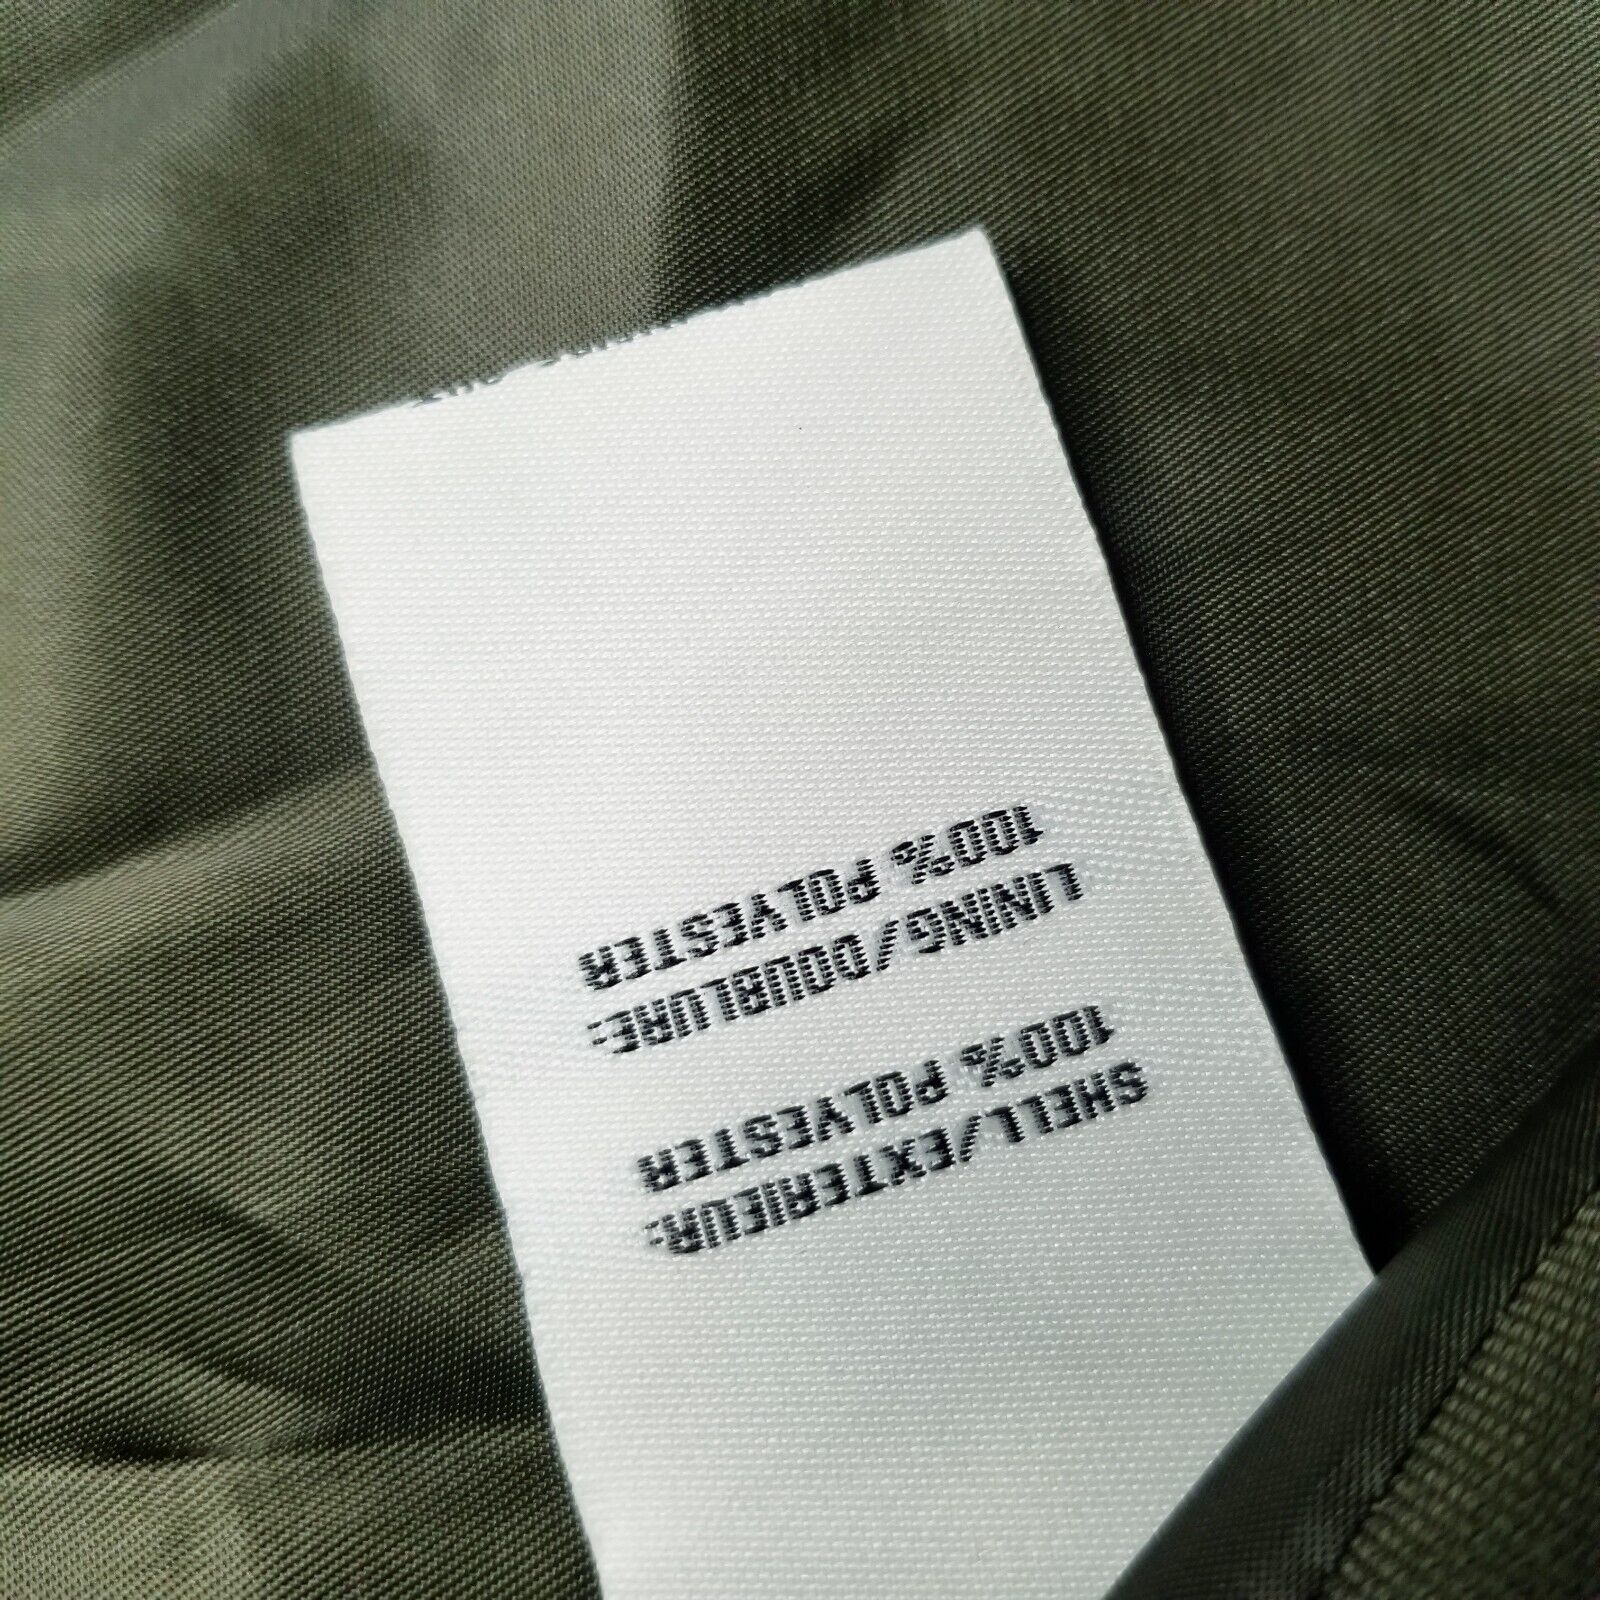 SHELL/EXTERIEUR:
100% POLYESTER
LINING/DOUBLURE:
100% POLYESTER